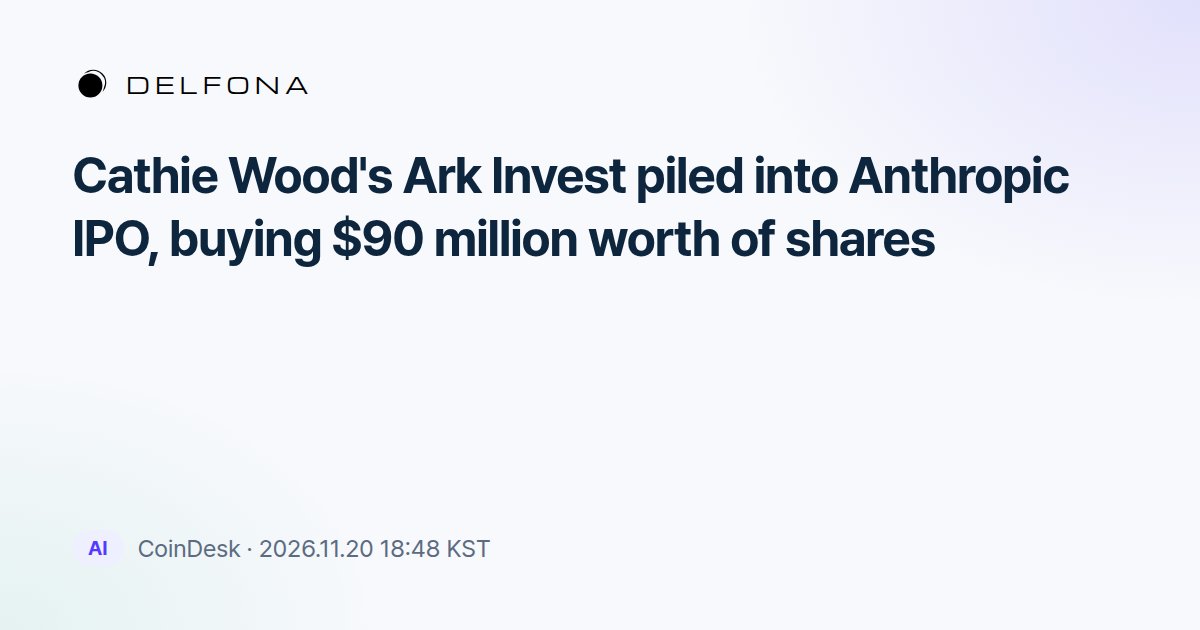 DELFONA
Cathie Wood's Ark Invest piled into Anthropic
IPO, buying $90 million worth of shares
AI CoinDesk · 2026.11.20 18:48 KST